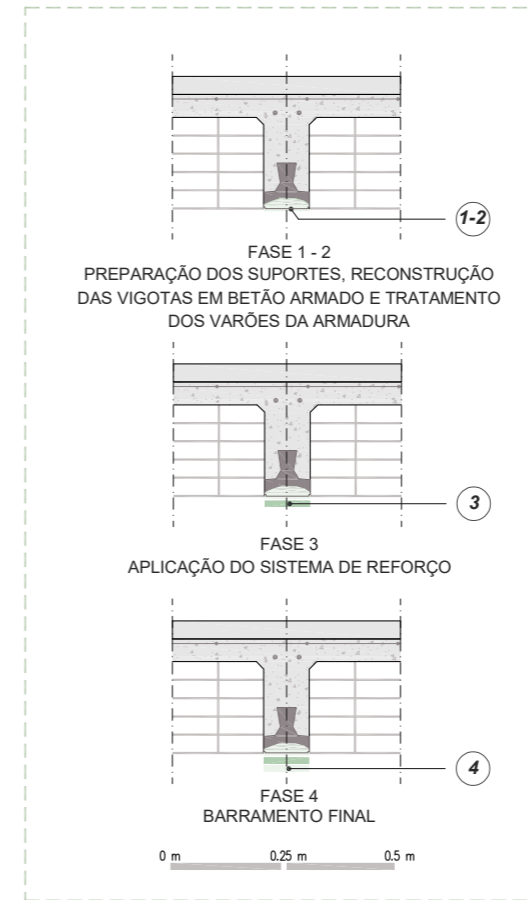 1-2
FASE 1 - 2
PREPARAÇÃO DOS SUPORTES, RECONSTRUÇÃO
DAS VIGOTAS EM BETÃO ARMADO E TRATAMENTO
DOS VARÕES DA ARMADURA
3
FASE 3
APLICAÇÃO DO SISTEMA DE REFORÇO
4
FASE 4
BARRAMENTO FINAL
0 m 0.25 m 0.5 m